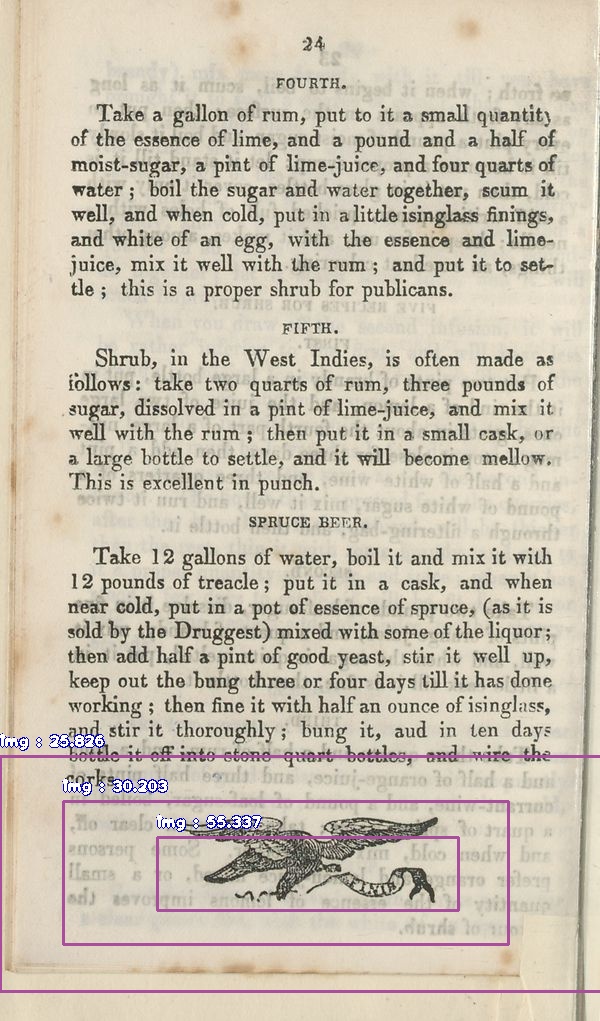 24
FOURTH.
Take a gallon of rum, put to it a small quantity
of the essence of lime, and a pound and a half of
moist-sugar, a pint of lime-juice, and four quarts of
water ; boil the sugar and water together, scum it
well, and when cold, put in a little isinglass finings,
and white of an egg, with the essence and lime-
juice, mix it well with the rum ; and put it to set-
tle ; this is a proper shrub for publicans.
FIFTH.
Shrub, in the West Indies, is often made as
follows: take two quarts of rum, three pounds of
sugar, dissolved in a pint of lime-juice, and mix it
well with the rum ; then put it in a small cask, or
a large bottle to settle, and it will become mellow.
This is excellent in punch.
SPRUCE BEER.
Take 12 gallons of water, boil it and mix it with
12 pounds of treacle ; put it in a cask, and when
near cold, put in a pot of essence of spruce, (as it is
sold by the Druggest) mixed with some of the liquor;
then add half a pint of good yeast, stir it well up,
keep out the bung three or four days till it has done
working ; then fine it with half an ounce of isinglass,
and stir it thoroughly ; bung it, aud in ten days
bottle it off into stone quart bottles, and wire the
corks
img : 25.826
img : 30.203
img : 55.337
FINIS